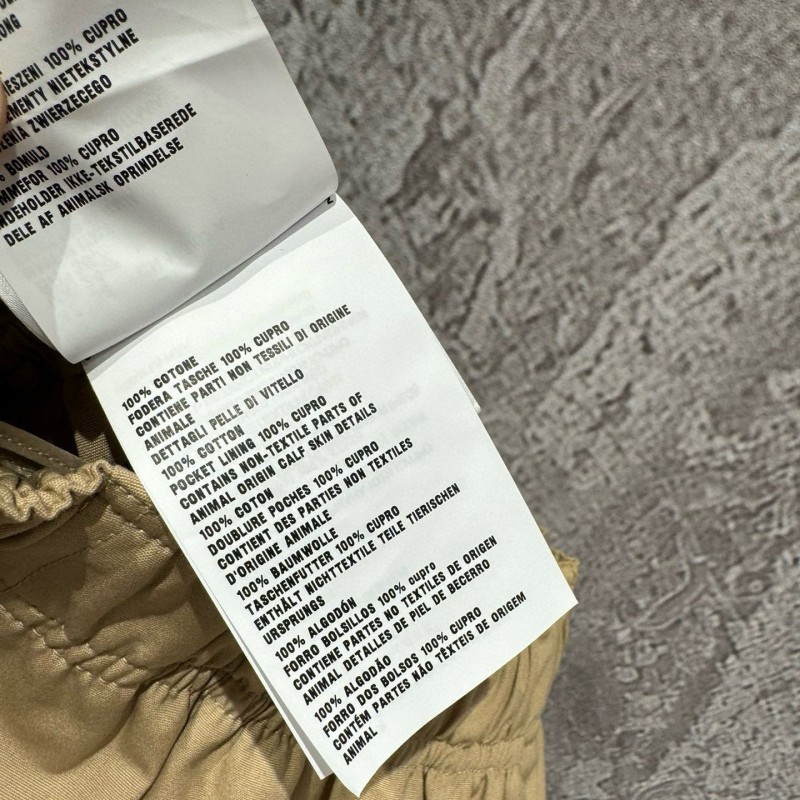 100% CUPRO
NIETEKSTYLNE
ZWIERZECEGO
BOMULD
100% CUPRO
IKKE-TEKSTILBASEREDE
DELE AF ANIMALSK OPRINDELSE
100% COTONE
FODERA TASCHE 100% CUPRO
CONTIENE PARTI NON TESSILI DI ORIGINE
ANIMALE
DETTAGLI PELLE DI VITELLO
100% COTTON
POCKET LINING 100% CUPRO
CONTAINS NON-TEXTILE PARTS OF
ANIMAL ORIGIN CALF SKIN DETAILS
100% COTON
DOUBLURE POCHES 100% CUPRO
CONTIENT DES PARTIES NON TEXTILES
D'ORIGINE ANIMALE
100% BAUMWOLLE
TASCHENFUTTER 100% CUPRO
ENTHÄLT NICHTTEXTILE TEILE TIERISCHEN
URSPRUNGS
100% ALGODÓN
FORRO BOLSILLOS 100% cupro
CONTIENE PARTES NO TEXTILES DE ORIGEN
ANIMAL DETALLES DE PIEL DE BECERRO
100% ALGODÃO
FORRO DOS BOLSOS 100% CUPRO
CONTÉM PARTES NÃO TÊXTEIS DE ORIGEM
ANIMAL